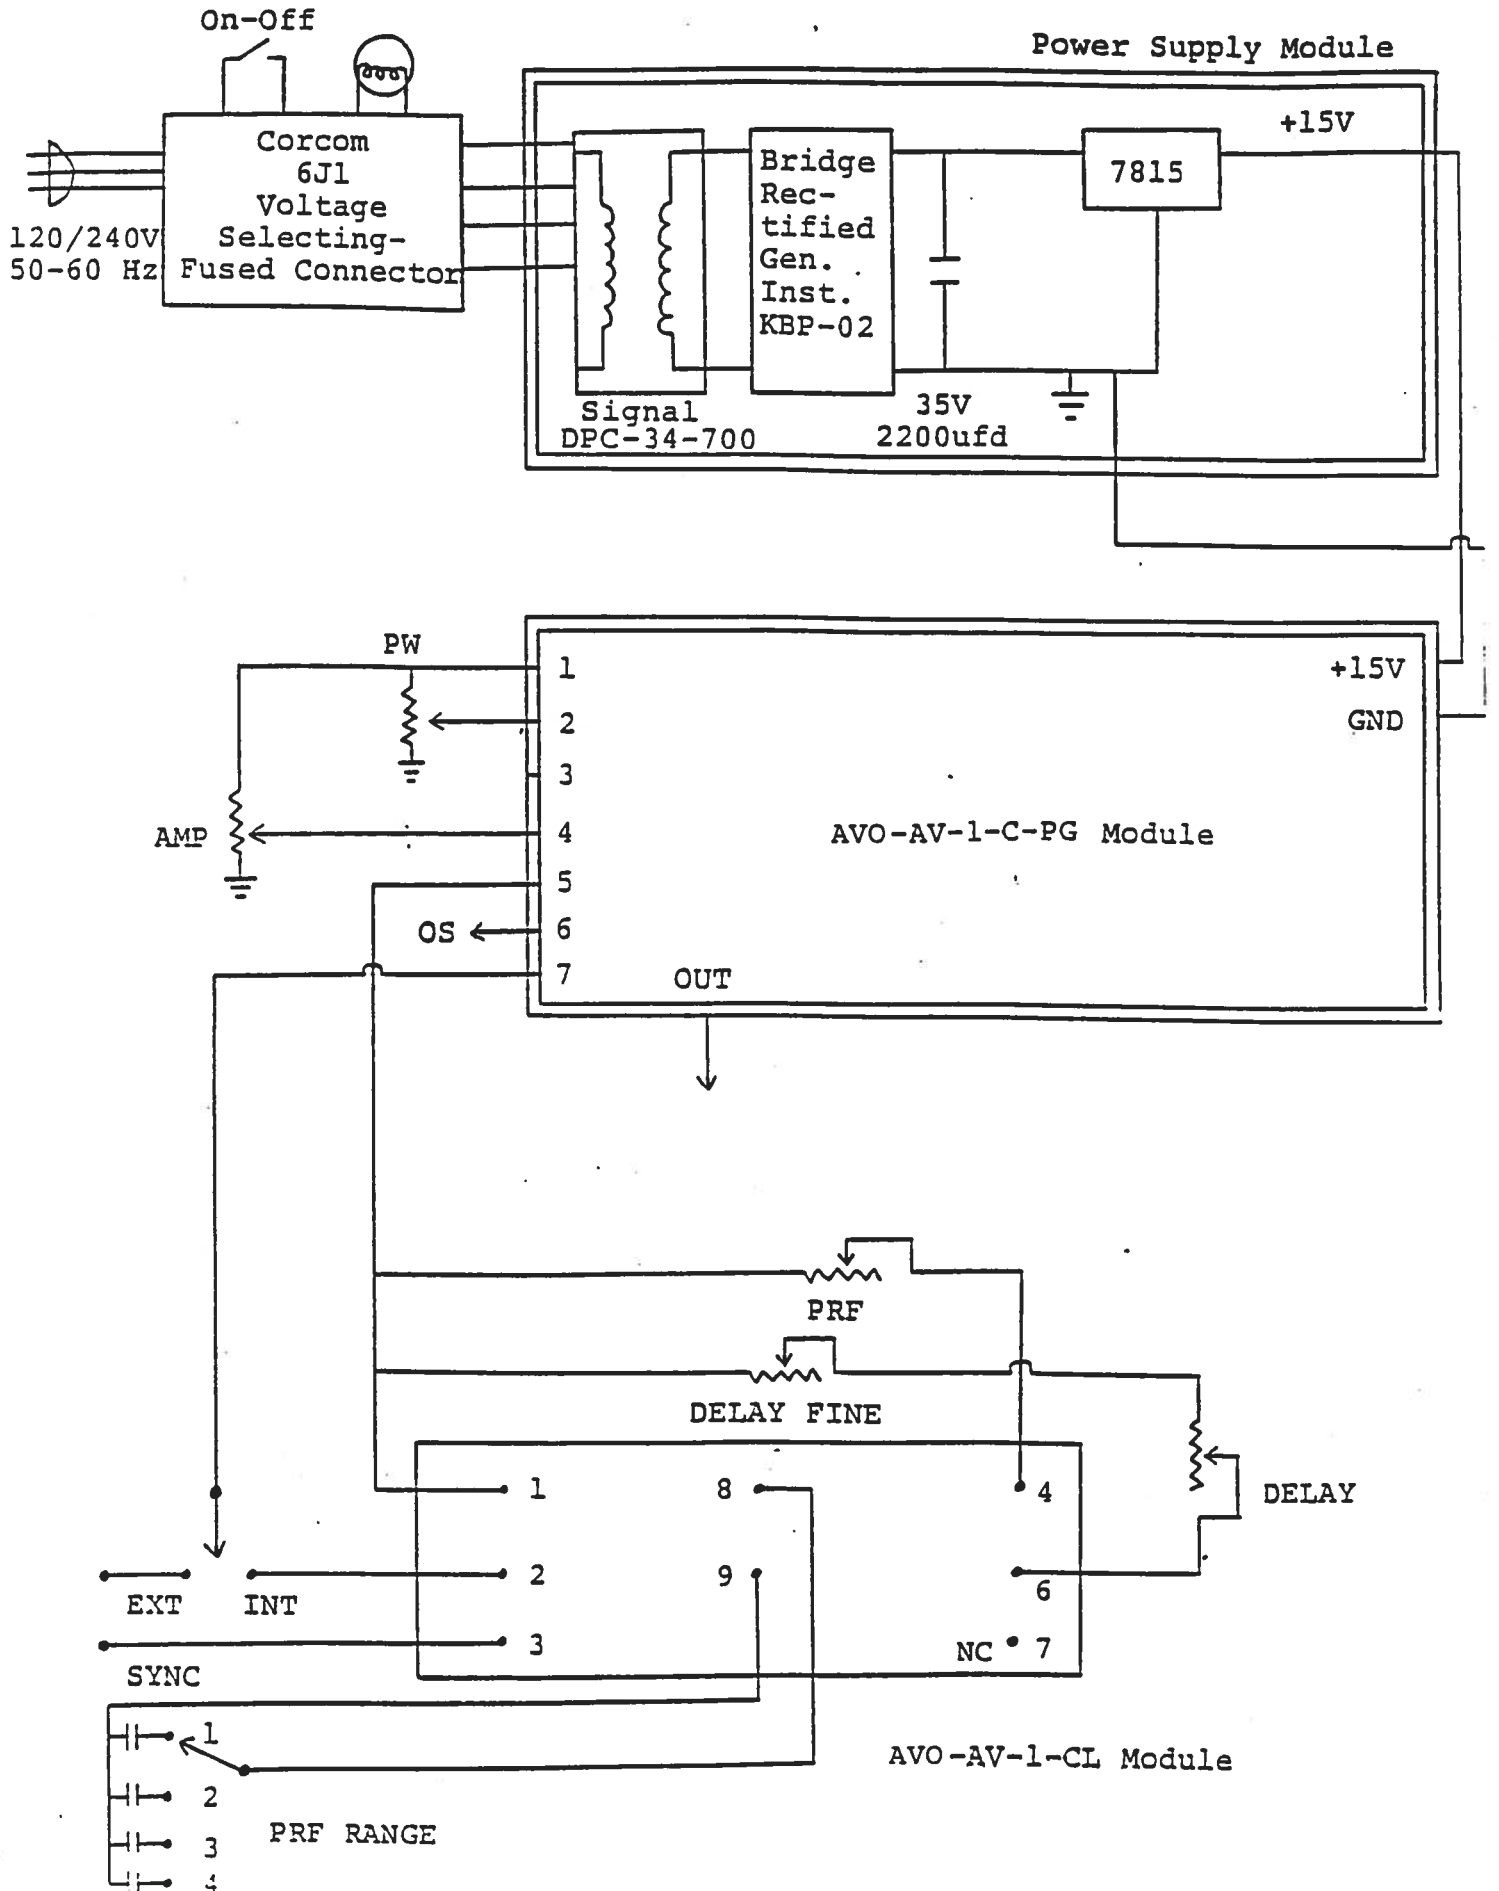 On-Off
Power Supply Module
Corcom
6J1
Voltage
Selecting-
Fused Connector
120/240V
50-60 Hz
Bridge
Rec-
tified
Gen.
Inst.
KBP-02
7815
+15V
Signal
DPC-34-700
35V
2200ufd
PW
AMP
1
2
3
4
5
6
7
OS
OUT
+15V
GND
AVO-AV-1-C-PG Module
PRF
DELAY FINE
DELAY
1
2
3
8
9
4
6
NC 7
EXT INT
SYNC
1
2
3
4
PRF RANGE
AVO-AV-1-CL Module